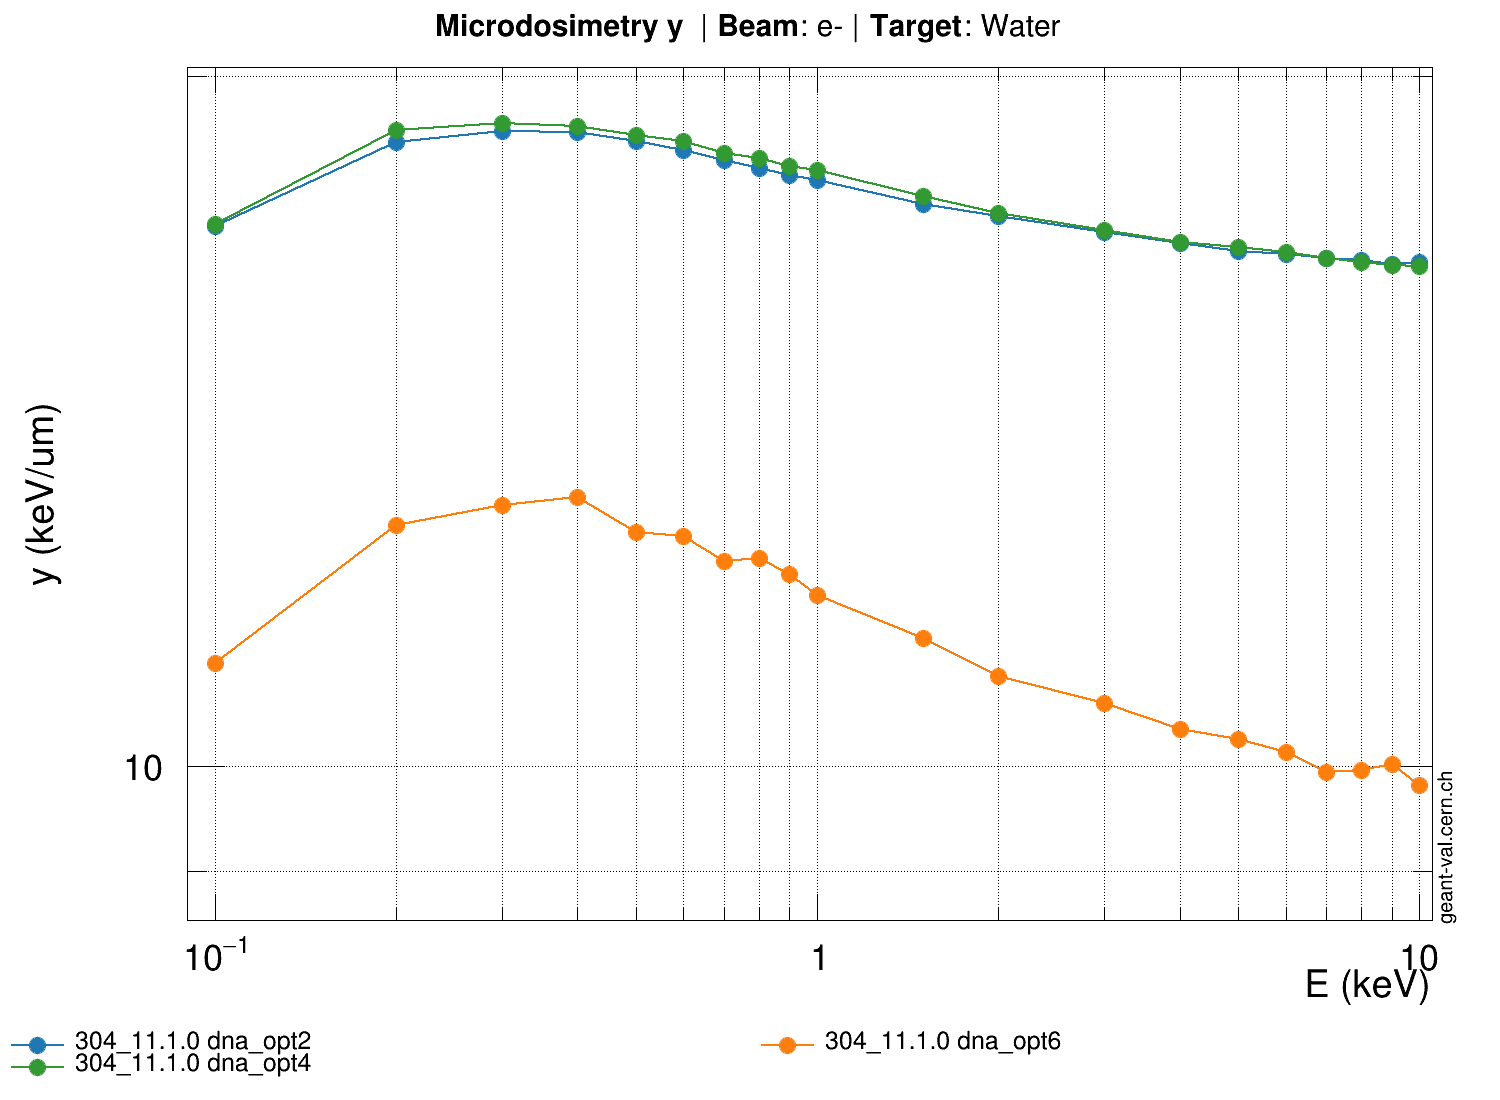 Microdosimetry y | Beam: e- | Target: Water
y (keV/um)
10
geant-val.cern.ch
10⁻¹
1
10
E (keV)
304_11.1.0 dna_opt2
304_11.1.0 dna_opt6
304_11.1.0 dna_opt4